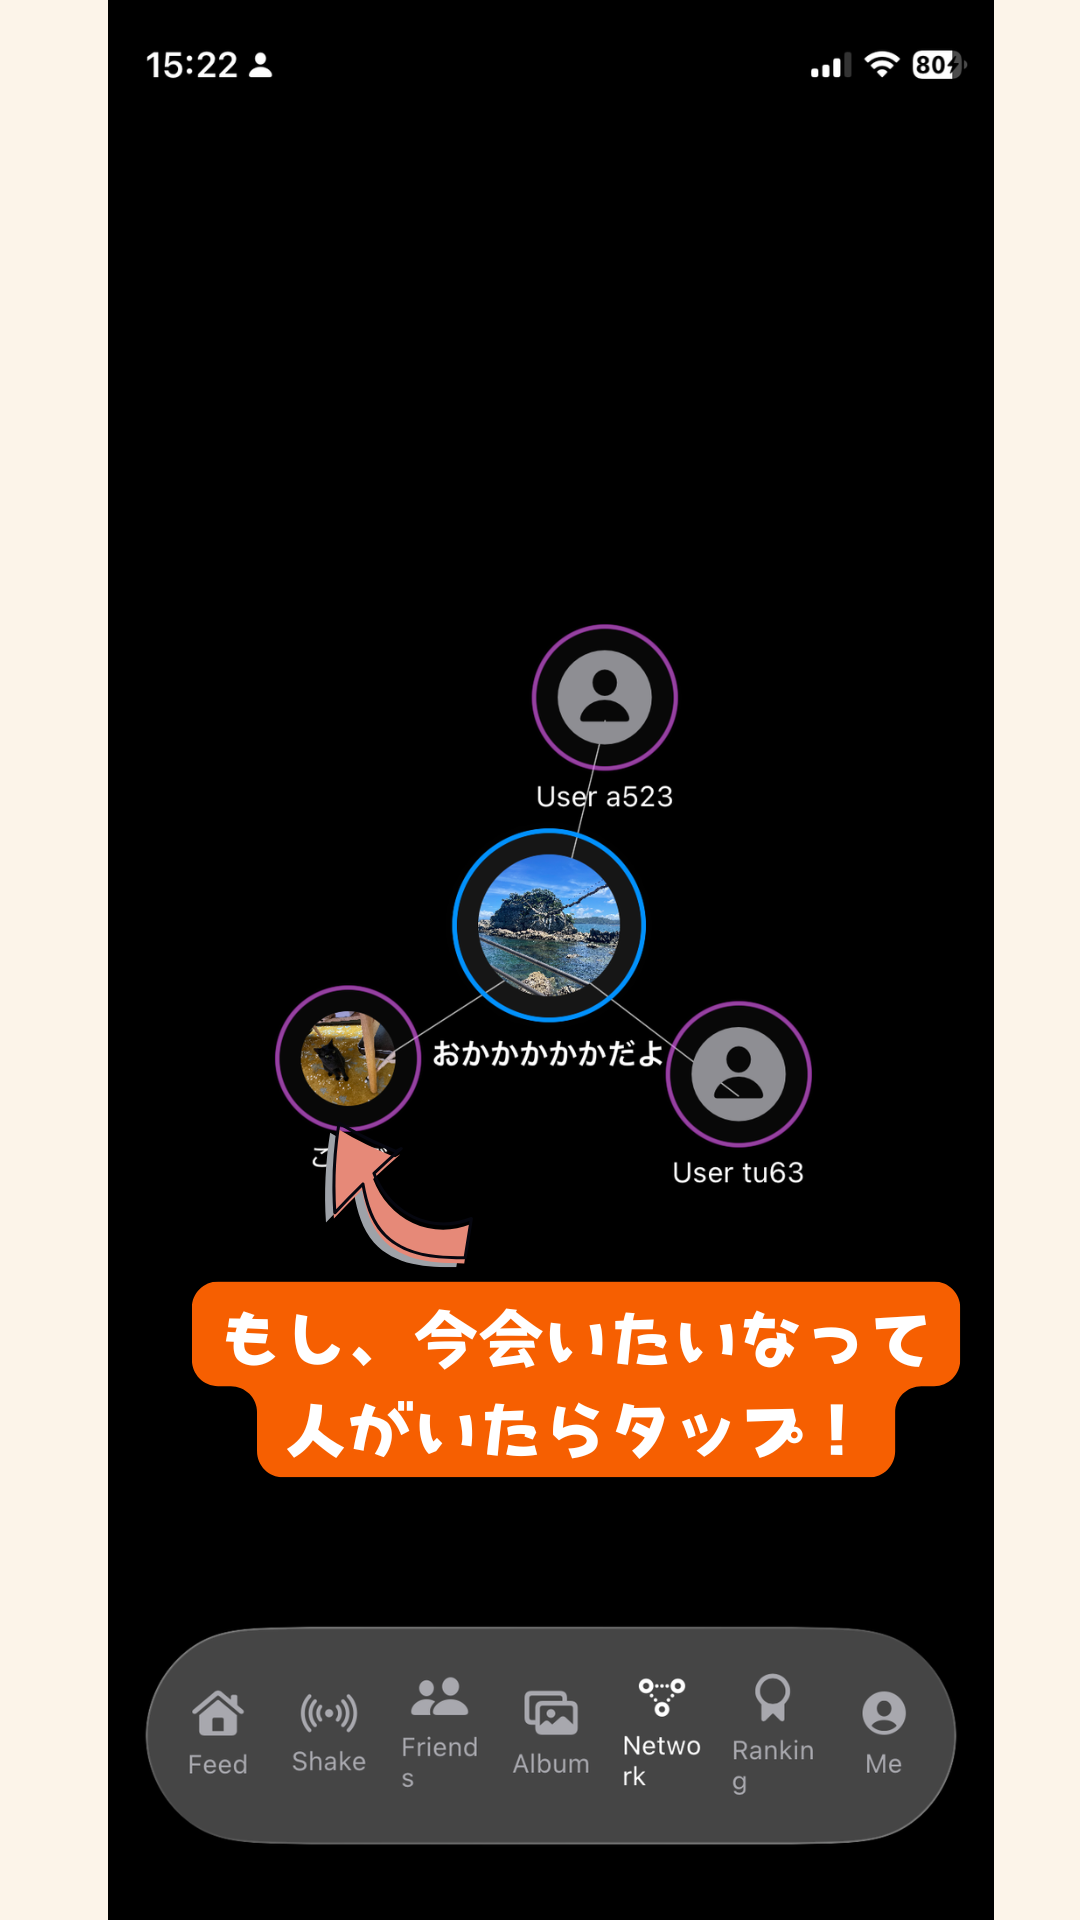 15:22
80
User a523
おかかかかかだよ
User tu63
もし、今会いたいなって
人がいたらタップ！
Feed
Shake
Friend
s
Album
Netwo
rk
Rankin
g
Me